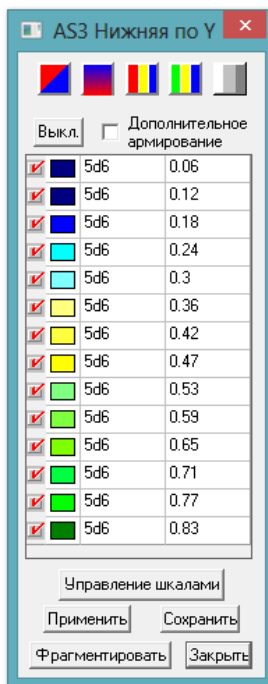 AS3 Нижняя по Y
Выкл.
Дополнительное
армирование
5d6 0.06
5d6 0.12
5d6 0.18
5d6 0.24
5d6 0.3
5d6 0.36
5d6 0.42
5d6 0.47
5d6 0.53
5d6 0.59
5d6 0.65
5d6 0.71
5d6 0.77
5d6 0.83
Управление шкалами
Применить Сохранить
Фрагментировать Закрыть